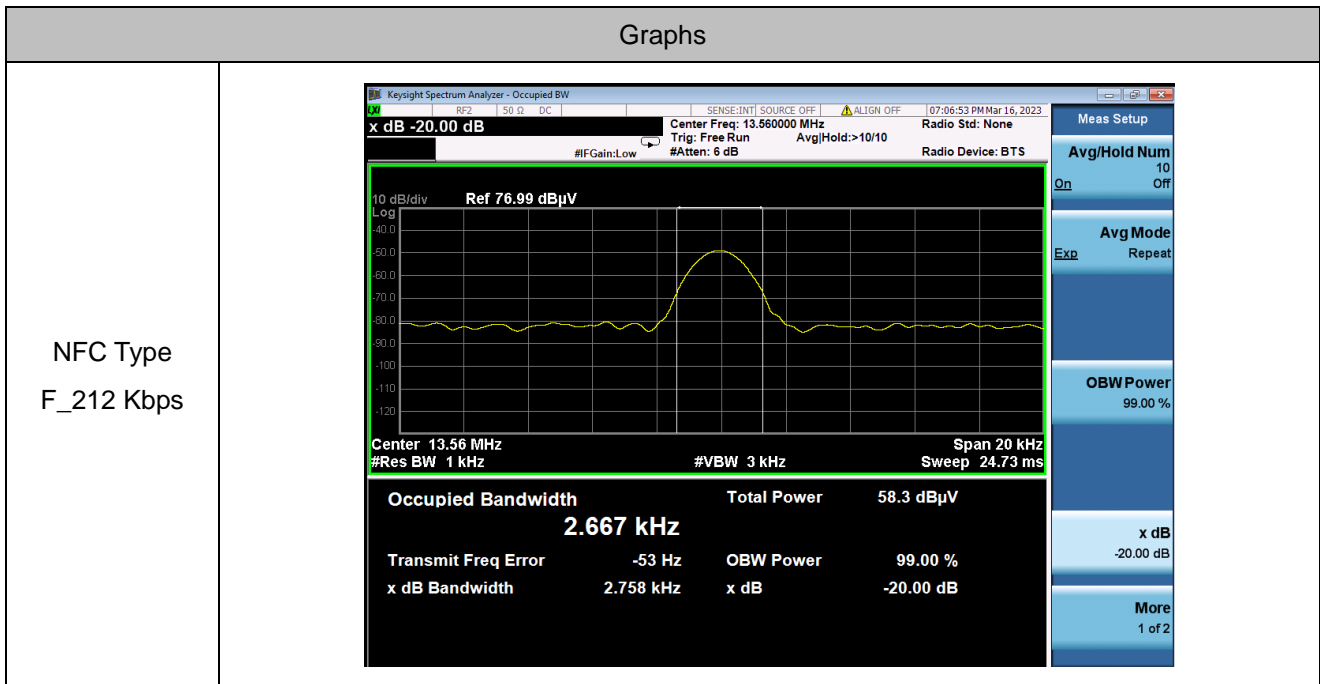 Graphs
NFC Type
F_212 Kbps
Keysight Spectrum Analyzer - Occupied BW
LXI RF2 50 Ω DC SENSE:INT SOURCE OFF ALIGN OFF 07:06:53 PM Mar 16, 2023
x dB -20.00 dB
Center Freq: 13.560000 MHz Radio Std: None
Trig: Free Run Avg|Hold:>10/10
#IFGain:Low #Atten: 6 dB Radio Device: BTS
10 dB/div Ref 76.99 dBµV
Log
-40.0
-50.0
-60.0
-70.0
-80.0
-90.0
-100
-110
-120
Center 13.56 MHz Span 20 kHz
#Res BW 1 kHz #VBW 3 kHz Sweep 24.73 ms
Occupied Bandwidth Total Power 58.3 dBµV
2.667 kHz
Transmit Freq Error -53 Hz OBW Power 99.00 %
x dB Bandwidth 2.758 kHz x dB -20.00 dB
Meas Setup
Avg/Hold Num
10
On Off
Avg Mode
Exp Repeat
OBW Power
99.00 %
x dB
-20.00 dB
More
1 of 2